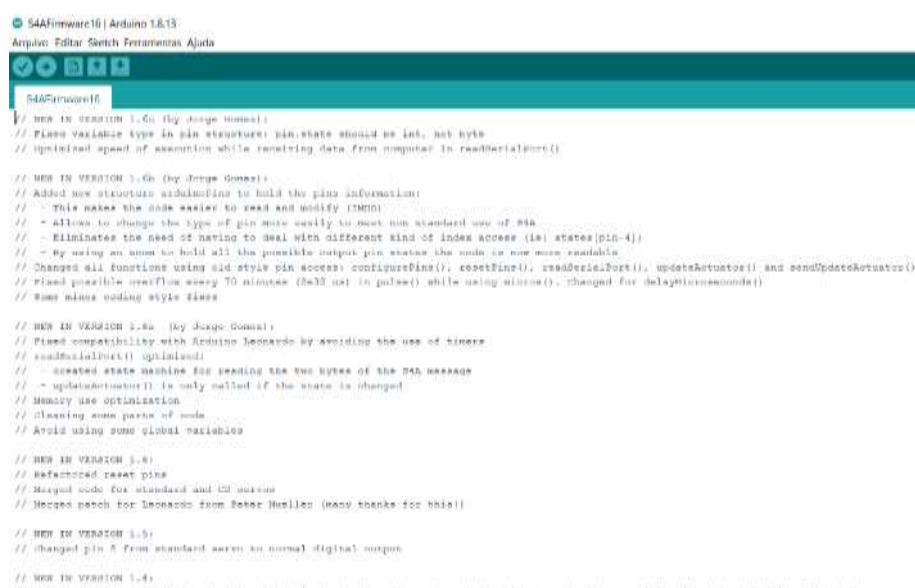 S4AFirmware16 | Arduino 1.8.13
Arquivo Editar Sketch Ferramentas Ajuda
S4AFirmware16
// NEW IN VERSION 1.6c (by Jorge Gomez):
// Fixed variable type in pin structure: pin.state should be int, not byte
// Optimized speed of execution while receiving data from computer in readSerialPort()
// NEW IN VERSION 1.6b (by Jorge Gomez):
// Added new structure arduinoPins to hold the pins information:
// - This makes the code easier to read and modify (IMHO)
// - Allows to change the type of pin more easily to meet non standard use of S4A
// - Eliminates the need of having to deal with different kind of index access (ie: states[pin-4])
// - By using an enum to hold all the possible output pin states the code is now more readable
// Changed all functions using old style pin access: configurePins(), resetPins(), readSerialPort(), updateActuator() and sendUpdateActuator()
// Fixed possible overflow every 70 minutes (2e32 us) in pulse() while using micros(). Changed for delayMicroseconds()
// Some minor coding style fixes
// NEW IN VERSION 1.6a (by Jorge Gomez):
// Fixed compatibility with Arduino Leonardo by avoiding the use of timers
// readSerialPort() optimized:
// - created state machine for reading the two bytes of the S4A message
// - updateActuator() is only called if the state is changed
// Memory use optimization
// Cleaning some parts of code
// Avoid using some global variables
// NEW IN VERSION 1.6:
// Refactored reset pins
// Merged code for standard and CR servos
// Merged patch for Leonardo from Peter Mueller (many thanks for this!)
// NEW IN VERSION 1.5:
// Changed pin 8 from standard servo to normal digital output
// NEW IN VERSION 1.4: